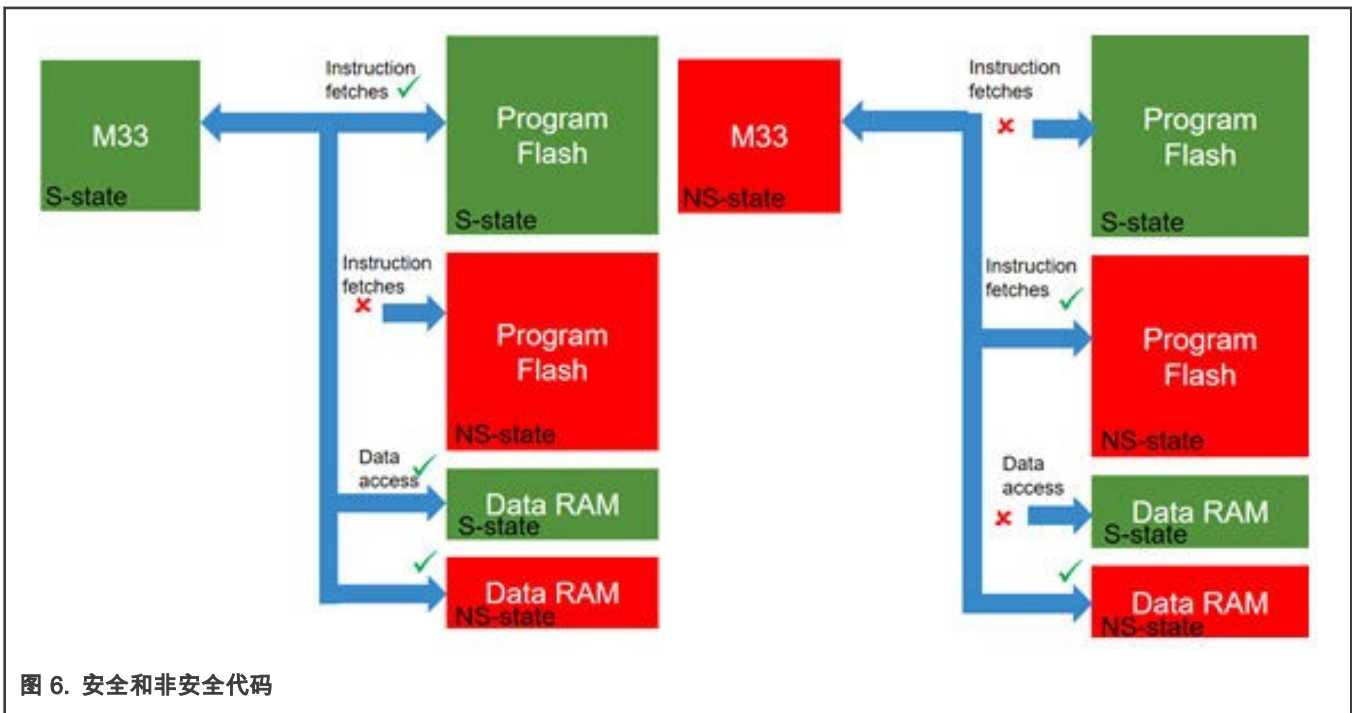 Instruction
fetches
M33
S-state
Program
Flash
S-state
Instruction
fetches
Program
Flash
NS-state
Data
access
Data RAM
S-state
Data RAM
NS-state
Instruction
fetches
M33
NS-state
Program
Flash
S-state
Instruction
fetches
Program
Flash
NS-state
Data
access
Data RAM
S-state
Data RAM
NS-state
图 6. 安全和非安全代码